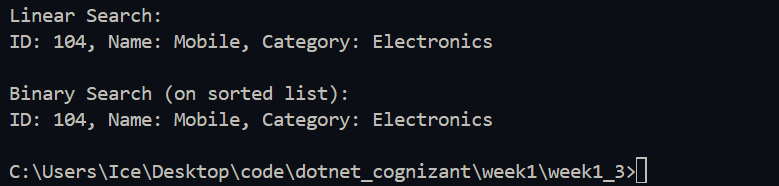 Linear Search:
ID: 104, Name: Mobile, Category: Electronics
Binary Search (on sorted list):
ID: 104, Name: Mobile, Category: Electronics
C:\Users\Ice\Desktop\code\dotnet_cognizant\week1\week1_3>